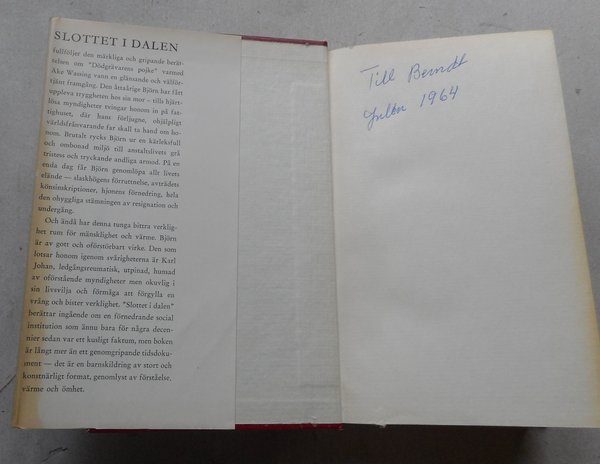 SLOTTET I DALEN
fullföljer den märkliga och gripande berät-
telsen om "Dödgrävarens pojke" varmed
Åke Wassing vann en glänsande och välför-
tjänt framgång. Den åttaårige Björn har fått
uppleva tryggheten hos sin mor – tills hjärt-
lösa myndigheter tvingar honom in på fat-
tighuset, där hans förljugne, ohjälpligt
världsfrånvarande far skall ta hand om ho-
nom. Brutalt rycks Björn ur en kärleksfull
och ombonad miljö till anstaltslivets grå
tristess och tryckande andliga armod. På en
enda dag får Björn genomlöpa allt livets
elände — slaskhögens förruttnelse, avträdets
könsinskriptioner, hjonens förnedring, hela
den ohyggliga stämningen av resignation och
undergång.
Och ändå har denna tunga bittra verklig-
het rum för mänsklighet och värme. Björn
är av gott och oförstörbart virke. Den som
lotsar honom igenom svårigheterna är Karl
Johan, ledgångsreumatisk, utpinad, hunsad
av oförstående myndigheter men okuvlig i
sin livsvilja och förmåga att förgylla en
vrång och bister verklighet. "Slottet i dalen"
berättar ingående om en förnedrande social
institution som ännu bara för några decen-
nier sedan var ett kusligt faktum, men boken
är långt mer än ett genomgripande tidsdoku-
ment — det är en barnskildring av stort och
konstnärligt format, genomlyst av förståelse,
värme och ömhet.
Till Berndt
Julen 1964